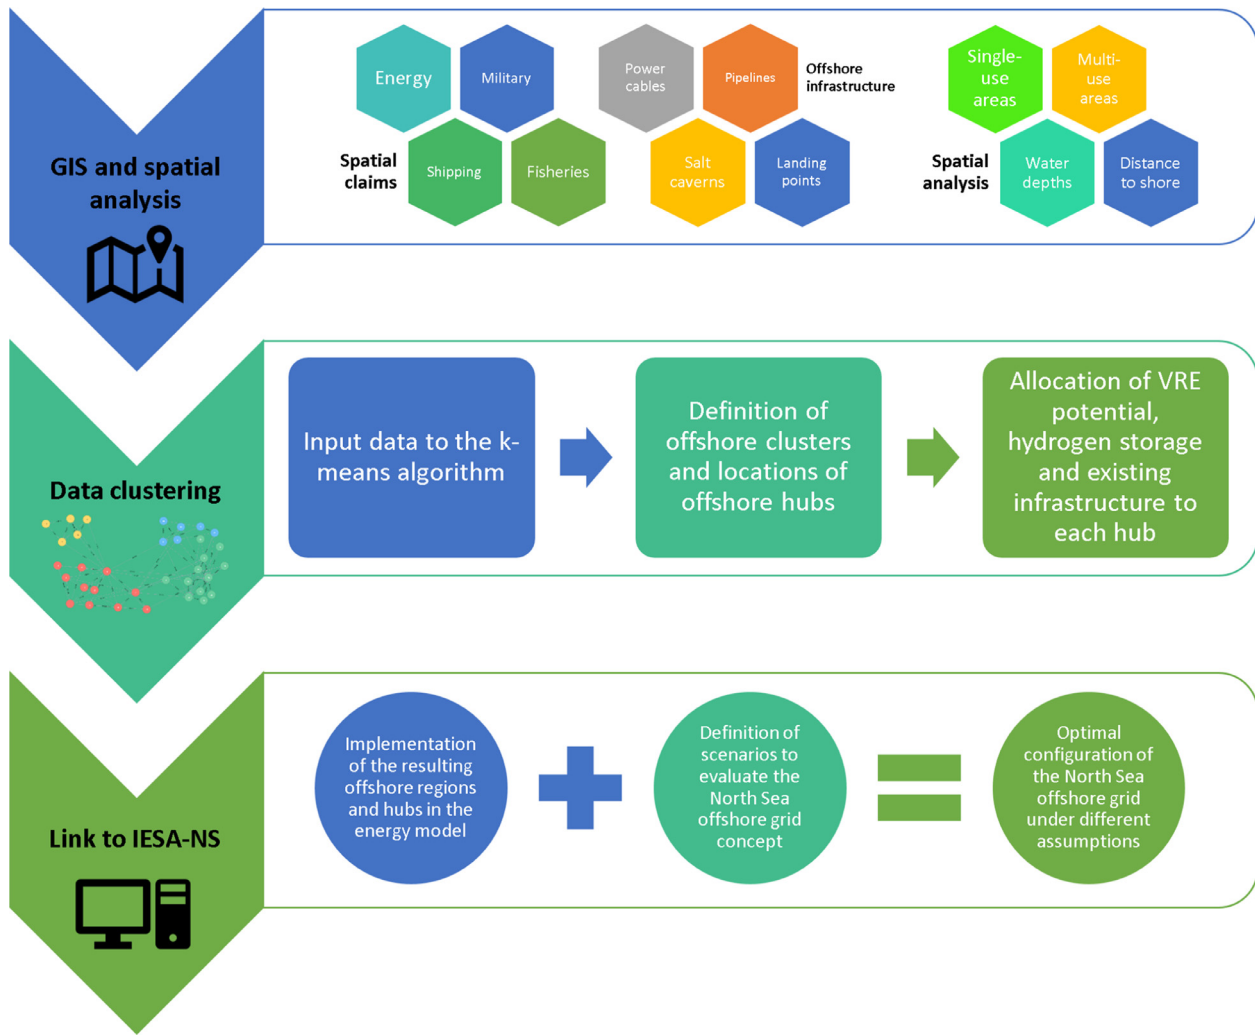 GIS and spatial
analysis
Energy
Military
Spatial
claims
Shipping
Fisheries
Power
cables
Pipelines
Offshore
infrastructure
Salt
caverns
Landing
points
Single-
use
areas
Multi-
use
areas
Spatial
analysis
Water
depths
Distance
to shore
Data clustering
Input data to the k-
means algorithm
Definition of
offshore clusters
and locations of
offshore hubs
Allocation of VRE
potential,
hydrogen storage
and existing
infrastructure to
each hub
Link to IESA-NS
Implementation
of the resulting
offshore regions
and hubs in the
energy model
Definition of
scenarios to
evaluate the
North Sea
offshore grid
concept
Optimal
configuration of
the North Sea
offshore grid
under different
assumptions